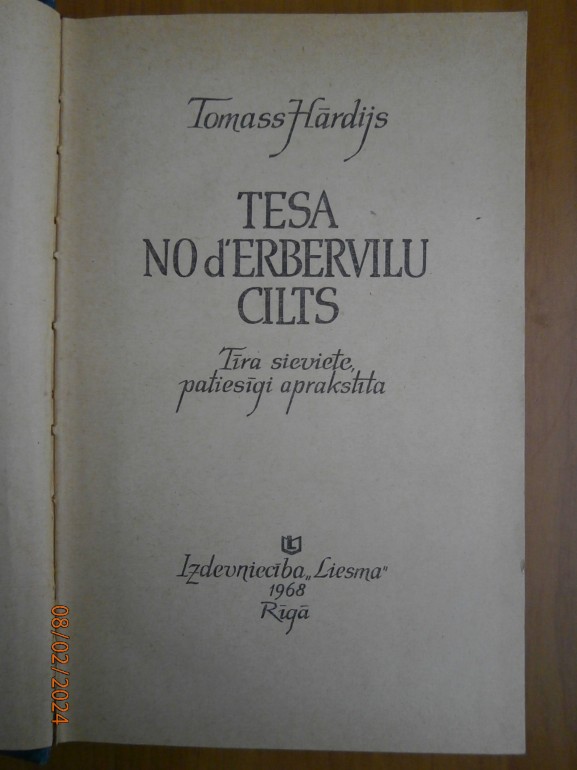 Tomass Hārdijs
TESA
NO d'ERBERVILU
CILTS
Tīra sieviete,
patiesīgi aprakstīta
Izdevniecība „Liesma"
1968
Rīgā
08/02/2024